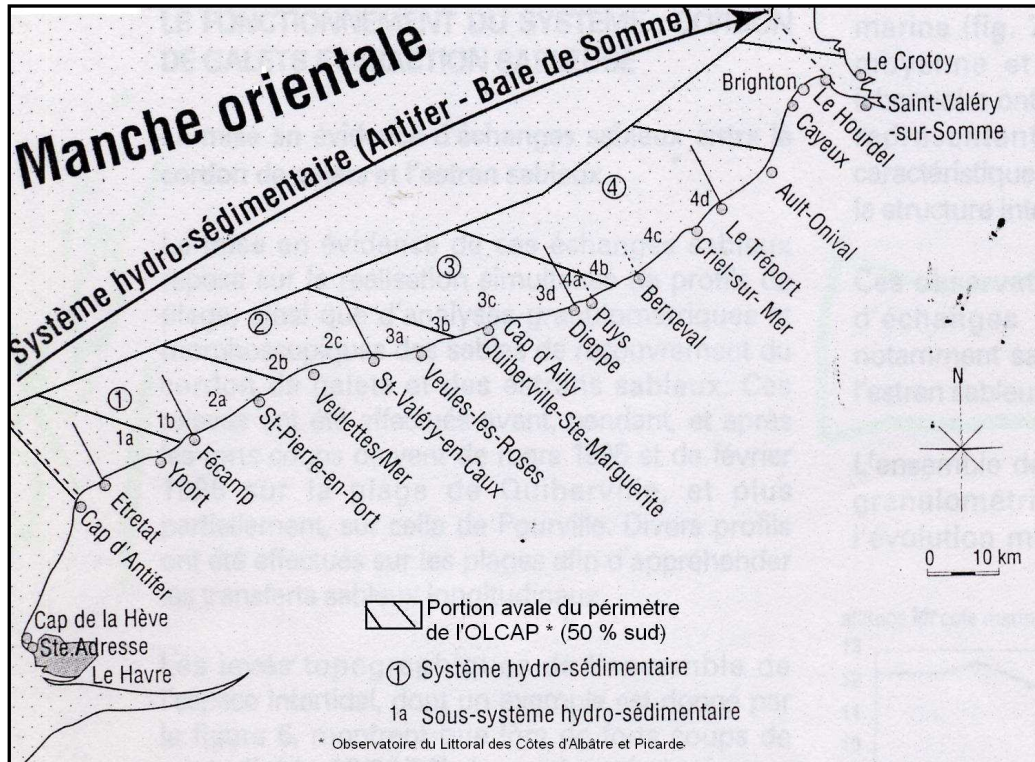 Manche orientale
Système hydro-sédimentaire (Antifer - Baie de Somme)
Le Crotoy
Brighton
Saint-Valéry
-sur-Somme
Le Hourdel
Cayeux
Ault-Onival
4
4d
Le Tréport
4c
Criel-sur-Mer
4b
Berneval
4a
Puys
3
3d
Dieppe
3c
Cap d'Ailly
Quiberville-Ste-Marguerite
3b
Veules-les-Roses
3a
2
2c
St-Valéry-en-Caux
2b
Veulettes/Mer
2a
St-Pierre-en-Port
1
1b
Fécamp
1a
Yport
Etretat
Cap d'Antifer
Cap de la Hève
Ste Adresse
Le Havre
N
0 10 km
Portion avale du périmètre
de l'OLCAP * (50 % sud)
1 Système hydro-sédimentaire
1a Sous-système hydro-sédimentaire
* Observatoire du Littoral des Côtes d'Albâtre et Picarde